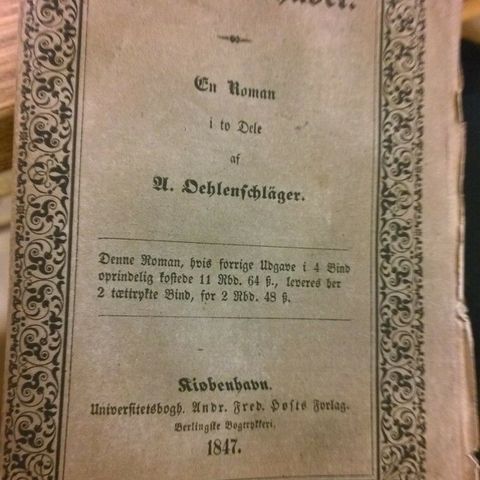 En Roman
i to Dele
af
A. Oehlenschläger.
Denne Roman, hvis forrige Udgave i 4 Bind
oprindelig kostede 11 Rbd. 64 ß., leveres her
2 tættrykte Bind, for 2 Rbd. 48 ß.
Kiøbenhavn.
Universitetsbogh. Andr. Fred. Høsts Forlag.
Berlingske Bogtrykkeri.
1847.